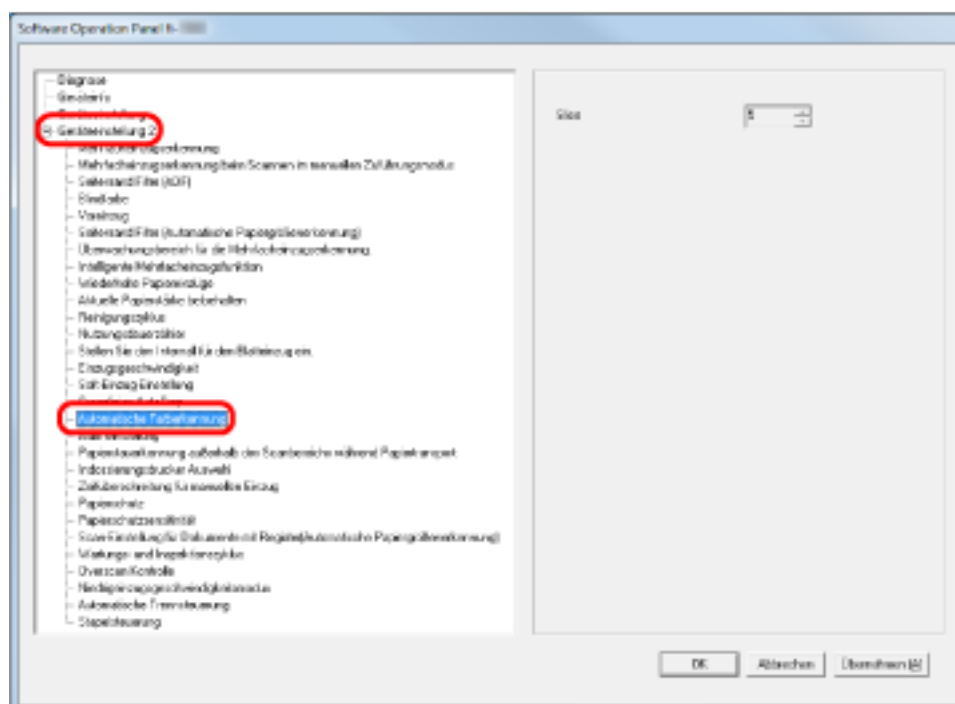 Software Operation Panel fi-
Diagnose
Geräteinfo
Geräteeinstellung 2
Mehrfacheinzugserkennung beim Scannen im manuellen Zuführungsmodus
Seitenrand Filter (ADF)
Blindfarbe
Voreinzug
Seitenrand Filter (Automatische Papiergrößenerkennung)
Überwachungsbereich für die Mehrfacheinzugserkennung
Intelligente Mehrfacheinzugsfunktion
Wiederholte Papiereinzüge
Aktuelle Papierstärke beibehalten
Reinigungszyklus
Nutzungsdauerzähler
Stellen Sie den Intervall für den Blatteinzug ein.
Einzugsgeschwindigkeit
Soft-Einzug Einstellung
Automatische Farberkennung
Papierstauerkennung außerhalb des Scanbereichs während Papiertransport
Indossierungsdrucker Auswahl
Zeitüberschreitung für manuellen Einzug
Papierschutz
Papierschutzsensitivität
Scan-Einstellung für Dokumente mit Register(Automatische Papiergrößenerkennung)
Wartungs- und Inspektionszyklus
Overscan Kontrolle
Niedrigeinzugsgeschwindigkeitsmodus
Automatische Trennsteuerung
Stapelsteuerung
OK Abbrechen Übernehmen (A)